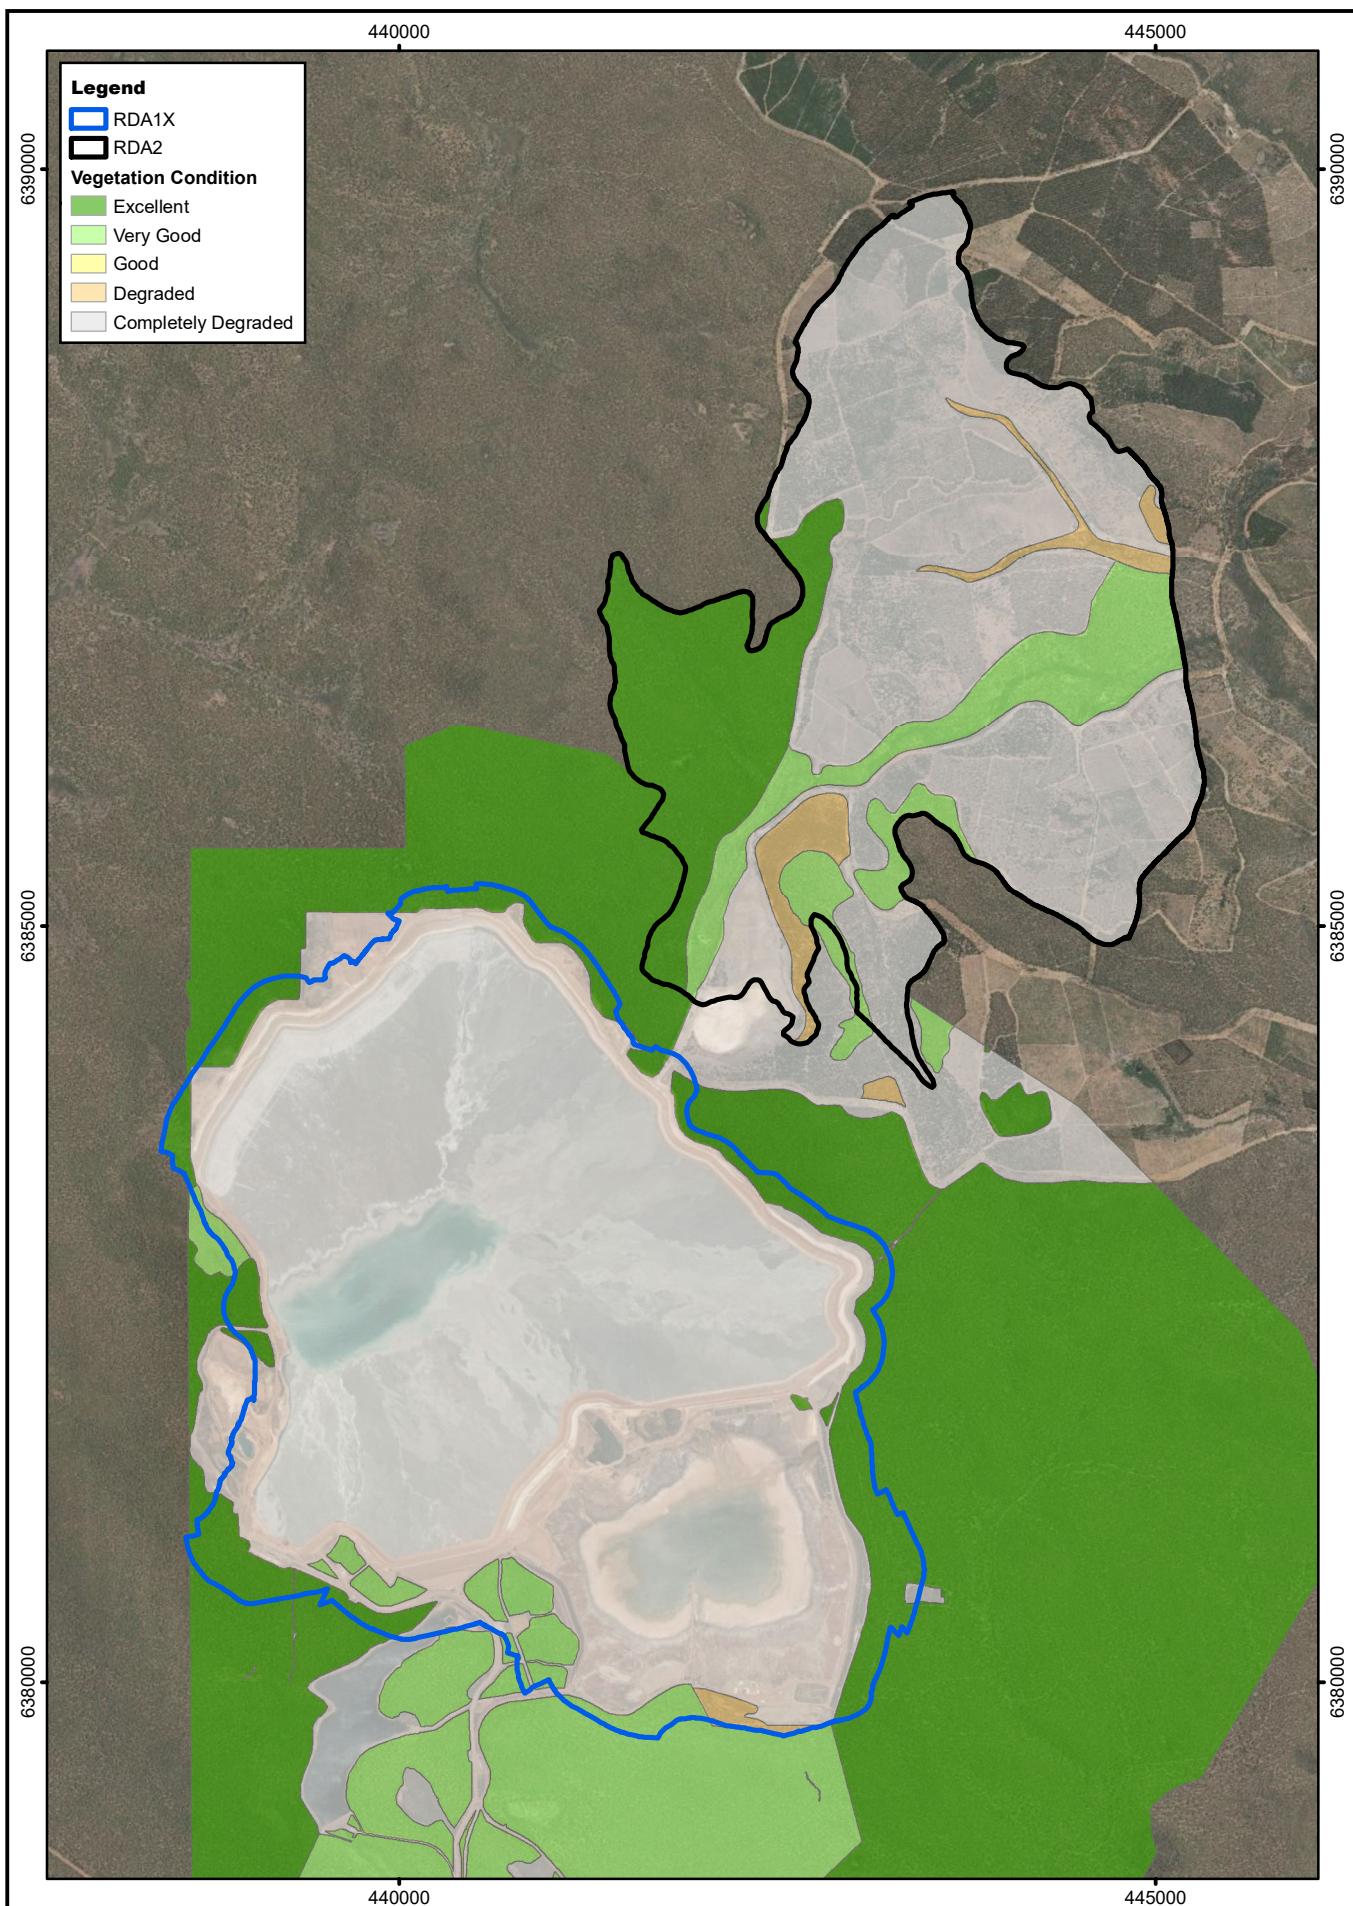 440000
445000
Legend
RDA1X
RDA2
Vegetation Condition
Excellent
Very Good
Good
Degraded
Completely Degraded
6390000
6390000
6385000
6385000
6380000
6380000
440000
445000